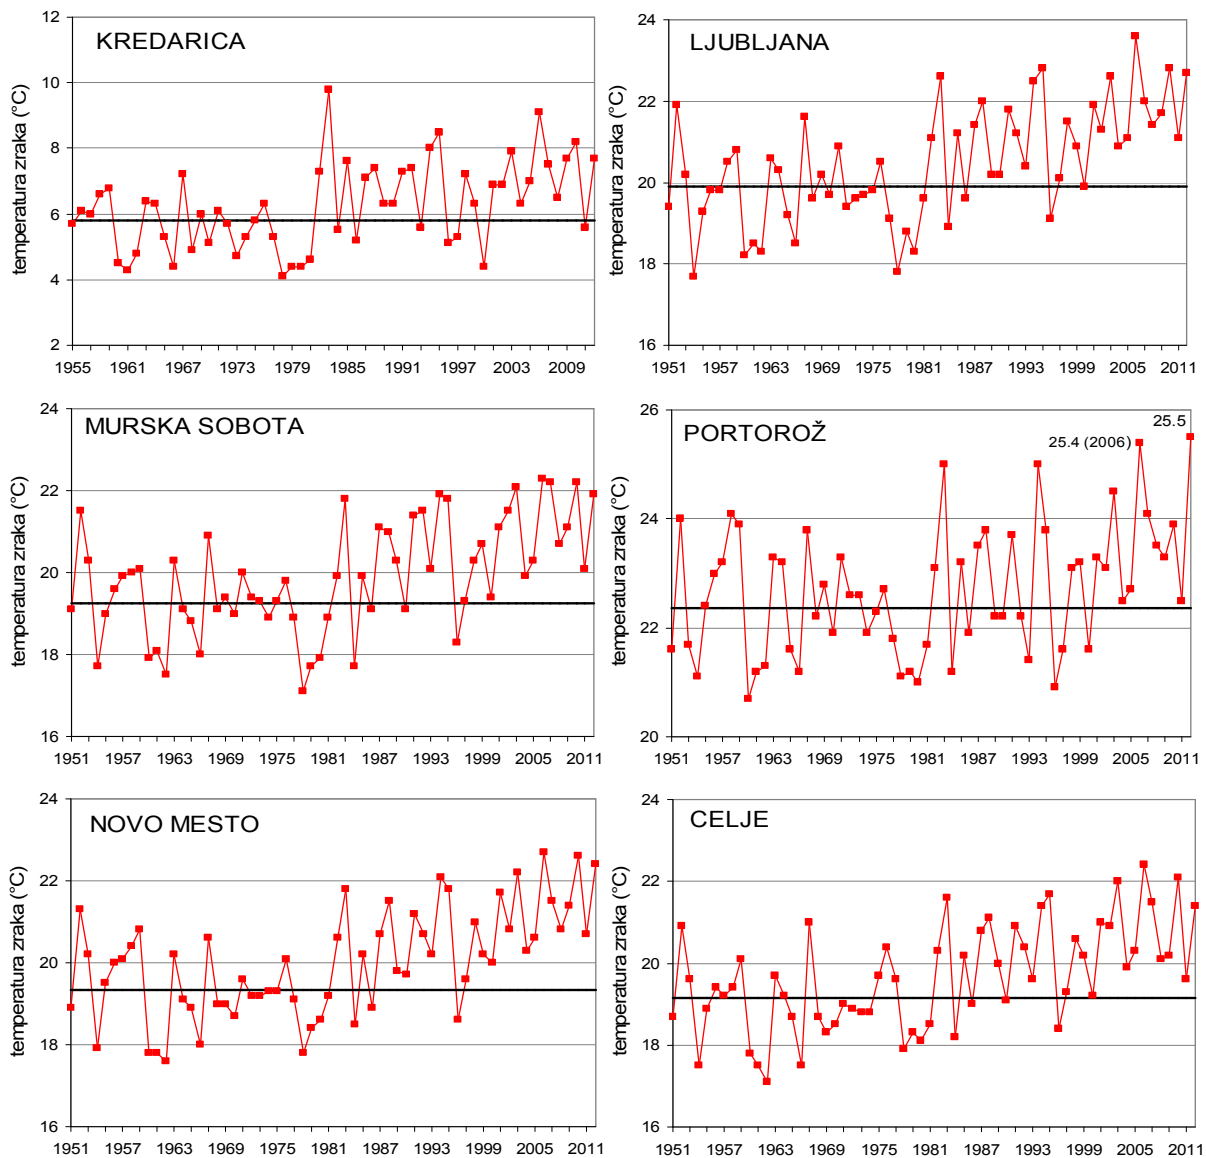 KREDARICA
temperatura zraka (°C)
12
10
8
6
4
2
1955 1961 1967 1973 1979 1985 1991 1997 2003 2009
LJUBLJANA
temperatura zraka (°C)
24
22
20
18
16
1951 1957 1963 1969 1975 1981 1987 1993 1999 2005 2011
MURSKA SOBOTA
temperatura zraka (°C)
24
22
20
18
16
1951 1957 1963 1969 1975 1981 1987 1993 1999 2005 2011
PORTOROŽ
25.5
25.4 (2006)
temperatura zraka (°C)
26
24
22
20
1951 1957 1963 1969 1975 1981 1987 1993 1999 2005 2011
NOVO MESTO
temperatura zraka (°C)
24
22
20
18
16
1951 1957 1963 1969 1975 1981 1987 1993 1999 2005 2011
CELJE
temperatura zraka (°C)
24
22
20
18
16
1951 1957 1963 1969 1975 1981 1987 1993 1999 2005 2011